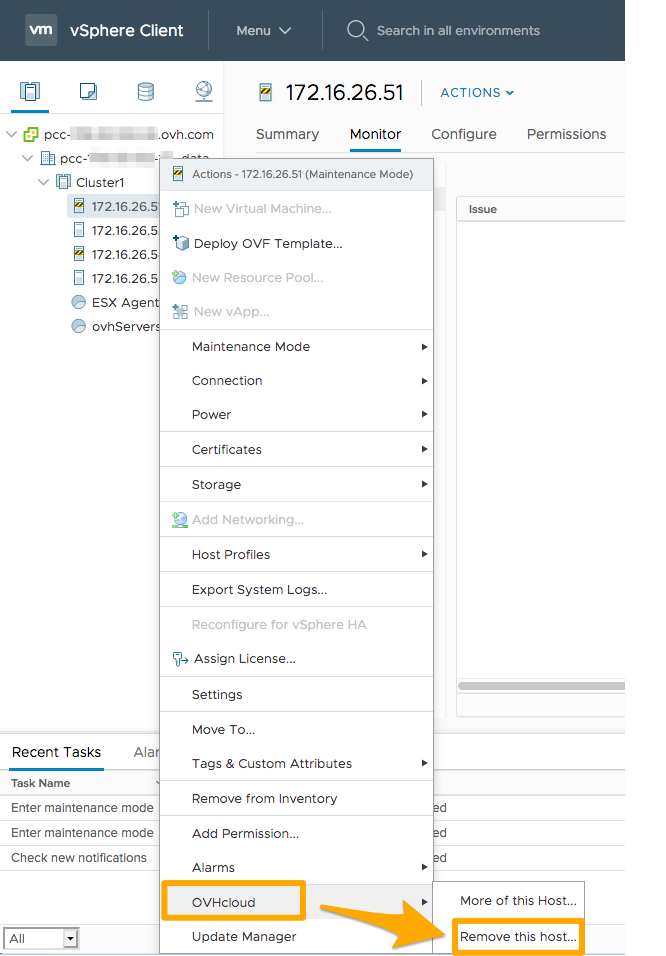 vm vSphere Client Menu Search in all environments
172.16.26.51 ACTIONS
Summary Monitor Configure Permissions
pcc- .ovh.com
pcc- data
Cluster1
172.16.26.5
172.16.26.5
172.16.26.5
172.16.26.5
ESX Agent
ovhServers
Actions - 172.16.26.51 (Maintenance Mode)
New Virtual Machine...
Deploy OVF Template...
New Resource Pool...
New vApp...
Maintenance Mode
Connection
Power
Certificates
Storage
Add Networking...
Host Profiles
Export System Logs...
Reconfigure for vSphere HA
Assign License...
Settings
Move To...
Tags & Custom Attributes
Remove from Inventory
Add Permission...
Alarms
OVHcloud
Update Manager
More of this Host...
Remove this host...
Issue
Recent Tasks Alar
Task Name
Enter maintenance mode ed
Enter maintenance mode ed
Check new notifications ed
All